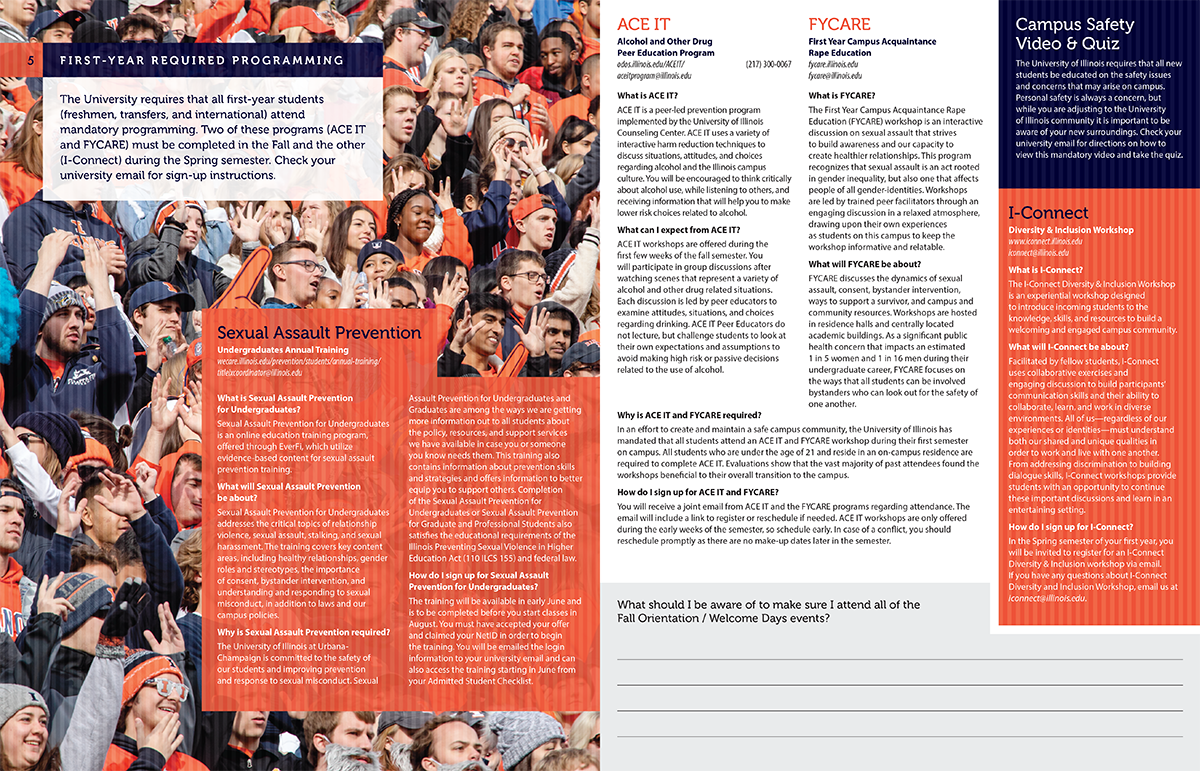 5
FIRST-YEAR REQUIRED PROGRAMMING
The University requires that all first-year students
(freshmen, transfers, and international) attend
mandatory programming. Two of these programs (ACE IT
and FYCARE) must be completed in the Fall and the other
(I-Connect) during the Spring semester. Check your
university email for sign-up instructions.
Sexual Assault Prevention
Undergraduates Annual Training
wecare.illinois.edu/prevention/students/annual-training/
titleixcoordinator@illinois.edu
What is Sexual Assault Prevention
for Undergraduates?
Sexual Assault Prevention for Undergraduates
is an online education training program,
offered through EverFi, which utilize
evidence-based content for sexual assault
prevention training.
What will Sexual Assault Prevention
be about?
Sexual Assault Prevention for Undergraduates
addresses the critical topics of relationship
violence, sexual assault, stalking, and sexual
harassment. The training covers key content
areas, including healthy relationships, gender
roles and stereotypes, the importance
of consent, bystander intervention, and
understanding and responding to sexual
misconduct, in addition to laws and our
campus policies.
Why is Sexual Assault Prevention required?
The University of Illinois at Urbana-
Champaign is committed to the safety of
our students and improving prevention
and response to sexual misconduct. Sexual
Assault Prevention for Undergraduates and
Graduates are among the ways we are getting
more information out to all students about
the policy, resources, and support services
we have available in case you or someone
you know needs them. This training also
contains information about prevention skills
and strategies and offers information to better
equip you to support others. Completion
of the Sexual Assault Prevention for
Undergraduates or Sexual Assault Prevention
for Graduate and Professional Students also
satisfies the educational requirements of the
Illinois Preventing Sexual Violence in Higher
Education Act (110 ILCS 155) and federal law.
How do I sign up for Sexual Assault
Prevention for Undergraduates?
The training will be available in early June and
is to be completed before you start classes in
August. You must have accepted your offer
and claimed your NetID in order to begin
the training. You will be emailed the login
information to your university email and can
also access the training starting in June from
your Admitted Student Checklist.
ACE IT
Alcohol and Other Drug
Peer Education Program
odos.illinois.edu/ACEIT/ (217) 300-0067
aceitprogram@illinois.edu
What is ACE IT?
ACE IT is a peer-led prevention program
implemented by the University of Illinois
Counseling Center. ACE IT uses a variety of
interactive harm reduction techniques to
discuss situations, attitudes, and choices
regarding alcohol and the Illinois campus
culture. You will be encouraged to think critically
about alcohol use, while listening to others, and
receiving information that will help you to make
lower risk choices related to alcohol.
What can I expect from ACE IT?
ACE IT workshops are offered during the
first few weeks of the fall semester. You
will participate in group discussions after
watching scenes that represent a variety of
alcohol and other drug related situations.
Each discussion is led by peer educators to
examine attitudes, situations, and choices
regarding drinking. ACE IT Peer Educators do
not lecture, but challenge students to look at
their own expectations and assumptions to
avoid making high risk or passive decisions
related to the use of alcohol.
FYCARE
First Year Campus Acquaintance
Rape Education
fycare.illinois.edu
fycare@illinois.edu
What is FYCARE?
The First Year Campus Acquaintance Rape
Education (FYCARE) workshop is an interactive
discussion on sexual assault that strives
to build awareness and our capacity to
create healthier relationships. This program
recognizes that sexual assault is an act rooted
in gender inequality, but also one that affects
people of all gender-identities. Workshops
are led by trained peer facilitators through an
engaging discussion in a relaxed atmosphere,
drawing upon their own experiences
as students on this campus to keep the
workshop informative and relatable.
What will FYCARE be about?
FYCARE discusses the dynamics of sexual
assault, consent, bystander intervention,
ways to support a survivor, and campus and
community resources. Workshops are hosted
in residence halls and centrally located
academic buildings. As a significant public
health concern that impacts an estimated
1 in 5 women and 1 in 16 men during their
undergraduate career, FYCARE focuses on
the ways that all students can be involved
bystanders who can look out for the safety of
one another.
Why is ACE IT and FYCARE required?
In an effort to create and maintain a safe campus community, the University of Illinois has
mandated that all students attend an ACE IT and FYCARE workshop during their first semester
on campus. All students who are under the age of 21 and reside in an on-campus residence are
required to complete ACE IT. Evaluations show that the vast majority of past attendees found the
workshops beneficial to their overall transition to the campus.
How do I sign up for ACE IT and FYCARE?
You will receive a joint email from ACE IT and the FYCARE programs regarding attendance. The
email will include a link to register or reschedule if needed. ACE IT workshops are only offered
during the early weeks of the semester, so schedule early. In case of a conflict, you should
reschedule promptly as there are no make-up dates later in the semester.
What should I be aware of to make sure I attend all of the
Fall Orientation / Welcome Days events?
Campus Safety
Video & Quiz
The University of Illinois requires that all new
students be educated on the safety issues
and concerns that may arise on campus.
Personal safety is always a concern, but
while you are adjusting to the University
of Illinois community it is important to be
aware of your new surroundings. Check your
university email for directions on how to
view this mandatory video and take the quiz.
I-Connect
Diversity & Inclusion Workshop
www.iconnect.illinois.edu
iconnect@illinois.edu
What is I-Connect?
The I-Connect Diversity & Inclusion Workshop
is an experiential workshop designed
to introduce incoming students to the
knowledge, skills, and resources to build a
welcoming and engaged campus community.
What will I-Connect be about?
Facilitated by fellow students, I-Connect
uses collaborative exercises and
engaging discussion to build participants'
communication skills and their ability to
collaborate, learn, and work in diverse
environments. All of us—regardless of our
experiences or identities—must understand
both our shared and unique qualities in
order to work and live with one another.
From addressing discrimination to building
dialogue skills, I-Connect workshops provide
students with an opportunity to continue
these important discussions and learn in an
entertaining setting.
How do I sign up for I-Connect?
In the Spring semester of your first year, you
will be invited to register for an I-Connect
Diversity & Inclusion workshop via email.
If you have any questions about I-Connect
Diversity and Inclusion Workshop, email us at
iconnect@illinois.edu.